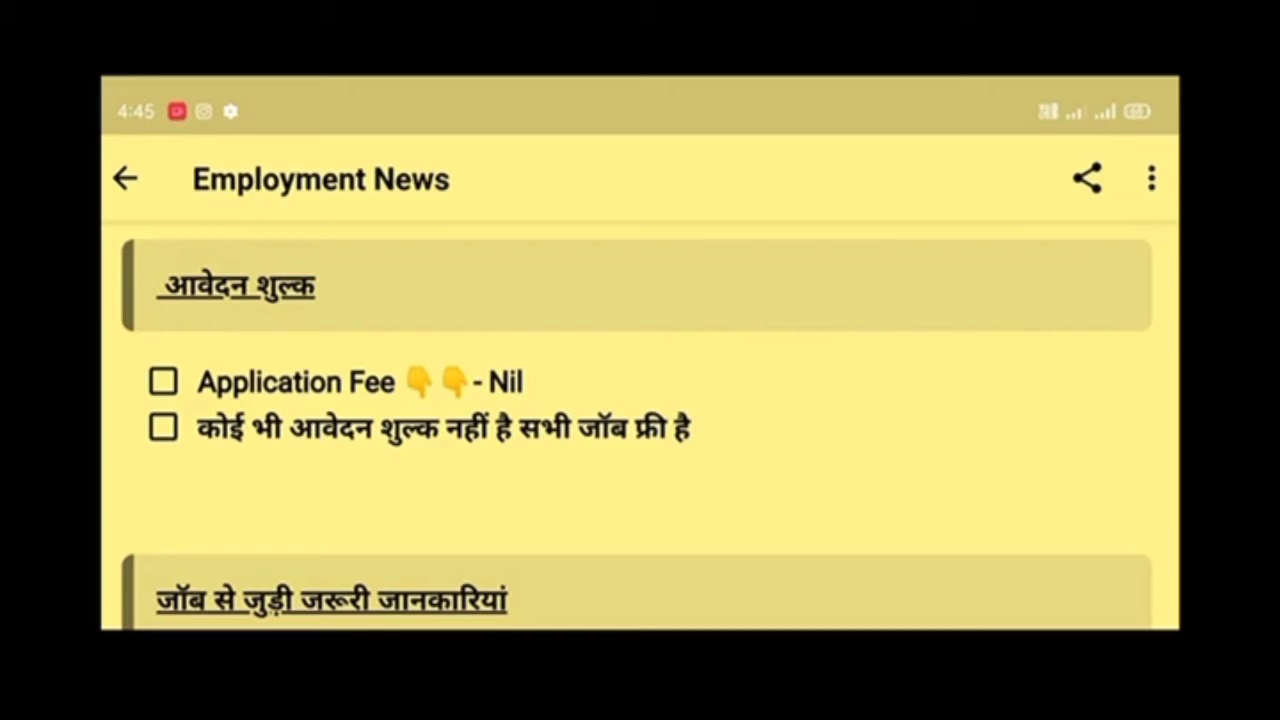 4:45
Employment News
आवेदन शुल्क
Application Fee 👇👇- Nil
कोई भी आवेदन शुल्क नहीं है सभी जॉब फ्री है
जॉब से जुड़ी जरूरी जानकारियां